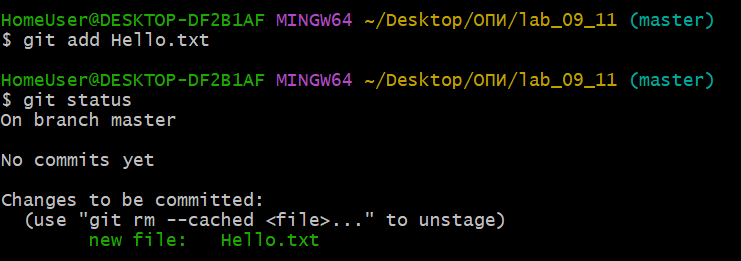 HomeUser@DESKTOP-DF2B1AF MINGW64 ~/Desktop/ОПИ/lab_09_11 (master)
$ git add Hello.txt
HomeUser@DESKTOP-DF2B1AF MINGW64 ~/Desktop/ОПИ/lab_09_11 (master)
$ git status
On branch master
No commits yet
Changes to be committed:
  (use "git rm --cached <file>..." to unstage)
        new file:   Hello.txt